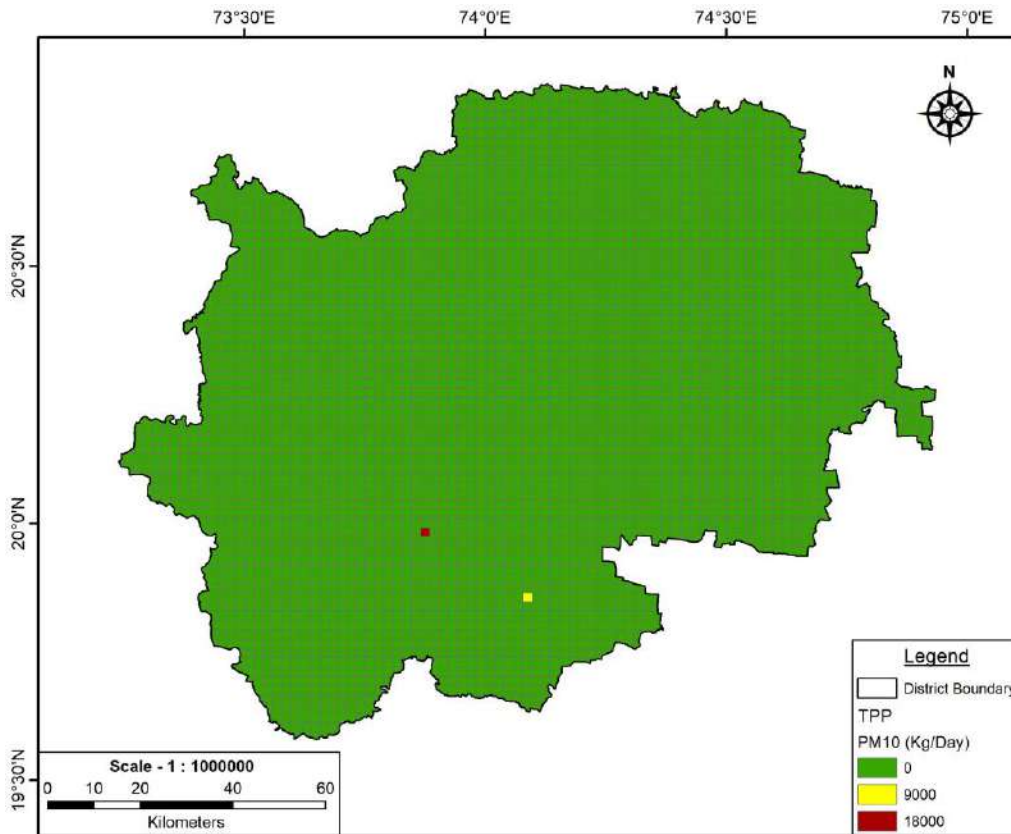 73°30'E 74°0'E 74°30'E 75°0'E
N
20°30'N
20°0'N
19°30'N
Legend
District Boundary
TPP
PM10 (Kg/Day)
0
9000
18000
Scale - 1 : 1000000
0 10 20 40 60
Kilometers